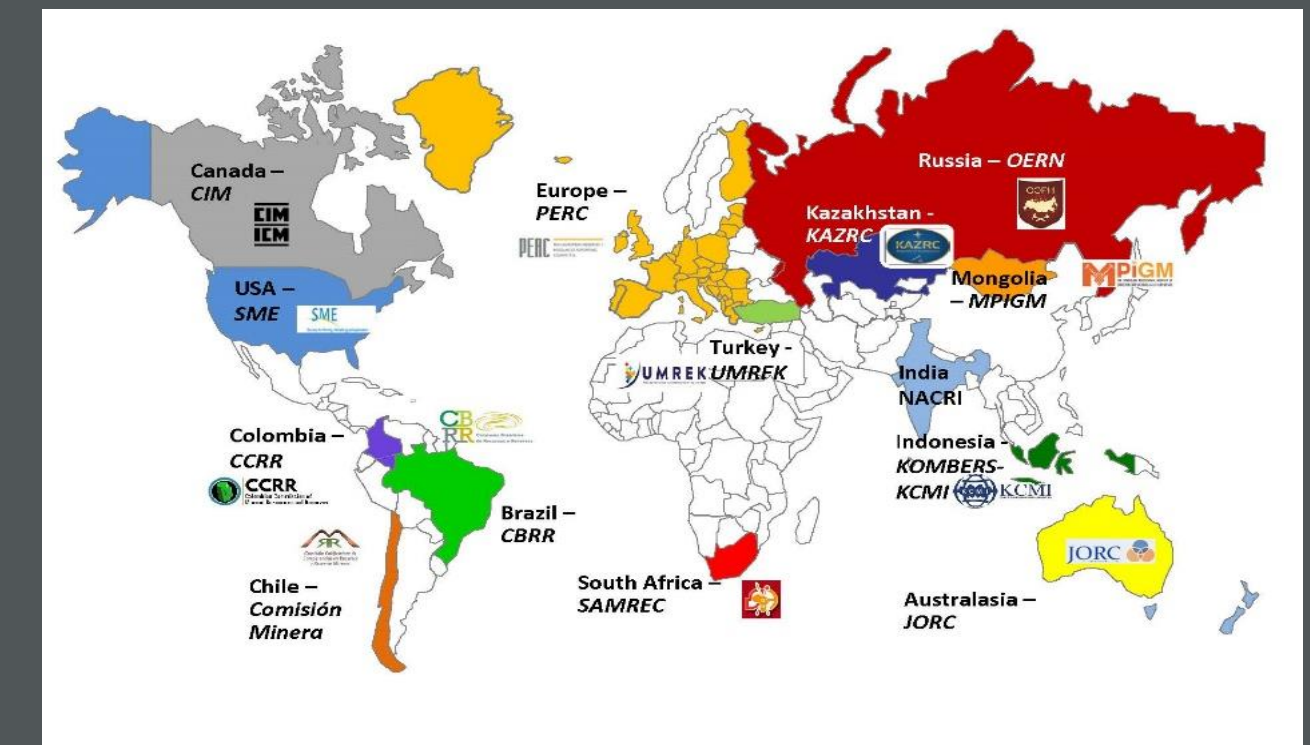 Canada –
CIM
CIM
ICM
USA –
SME
SME
Europe –
PERC
PERC
Russia – OERN
Kazakhstan -
KAZRC
KAZRC
Mongolia
– MPIGM
MPIGM
Turkey -
UMREK
UMREK
India
NACRI
Colombia –
CCRR
CCRR
CB
RR
Brazil –
CBRR
Indonesia -
KOMBERS-
KCMI
KCMI
Chile –
Comisión
Minera
South Africa –
SAMREC
JORC
Australasia –
JORC